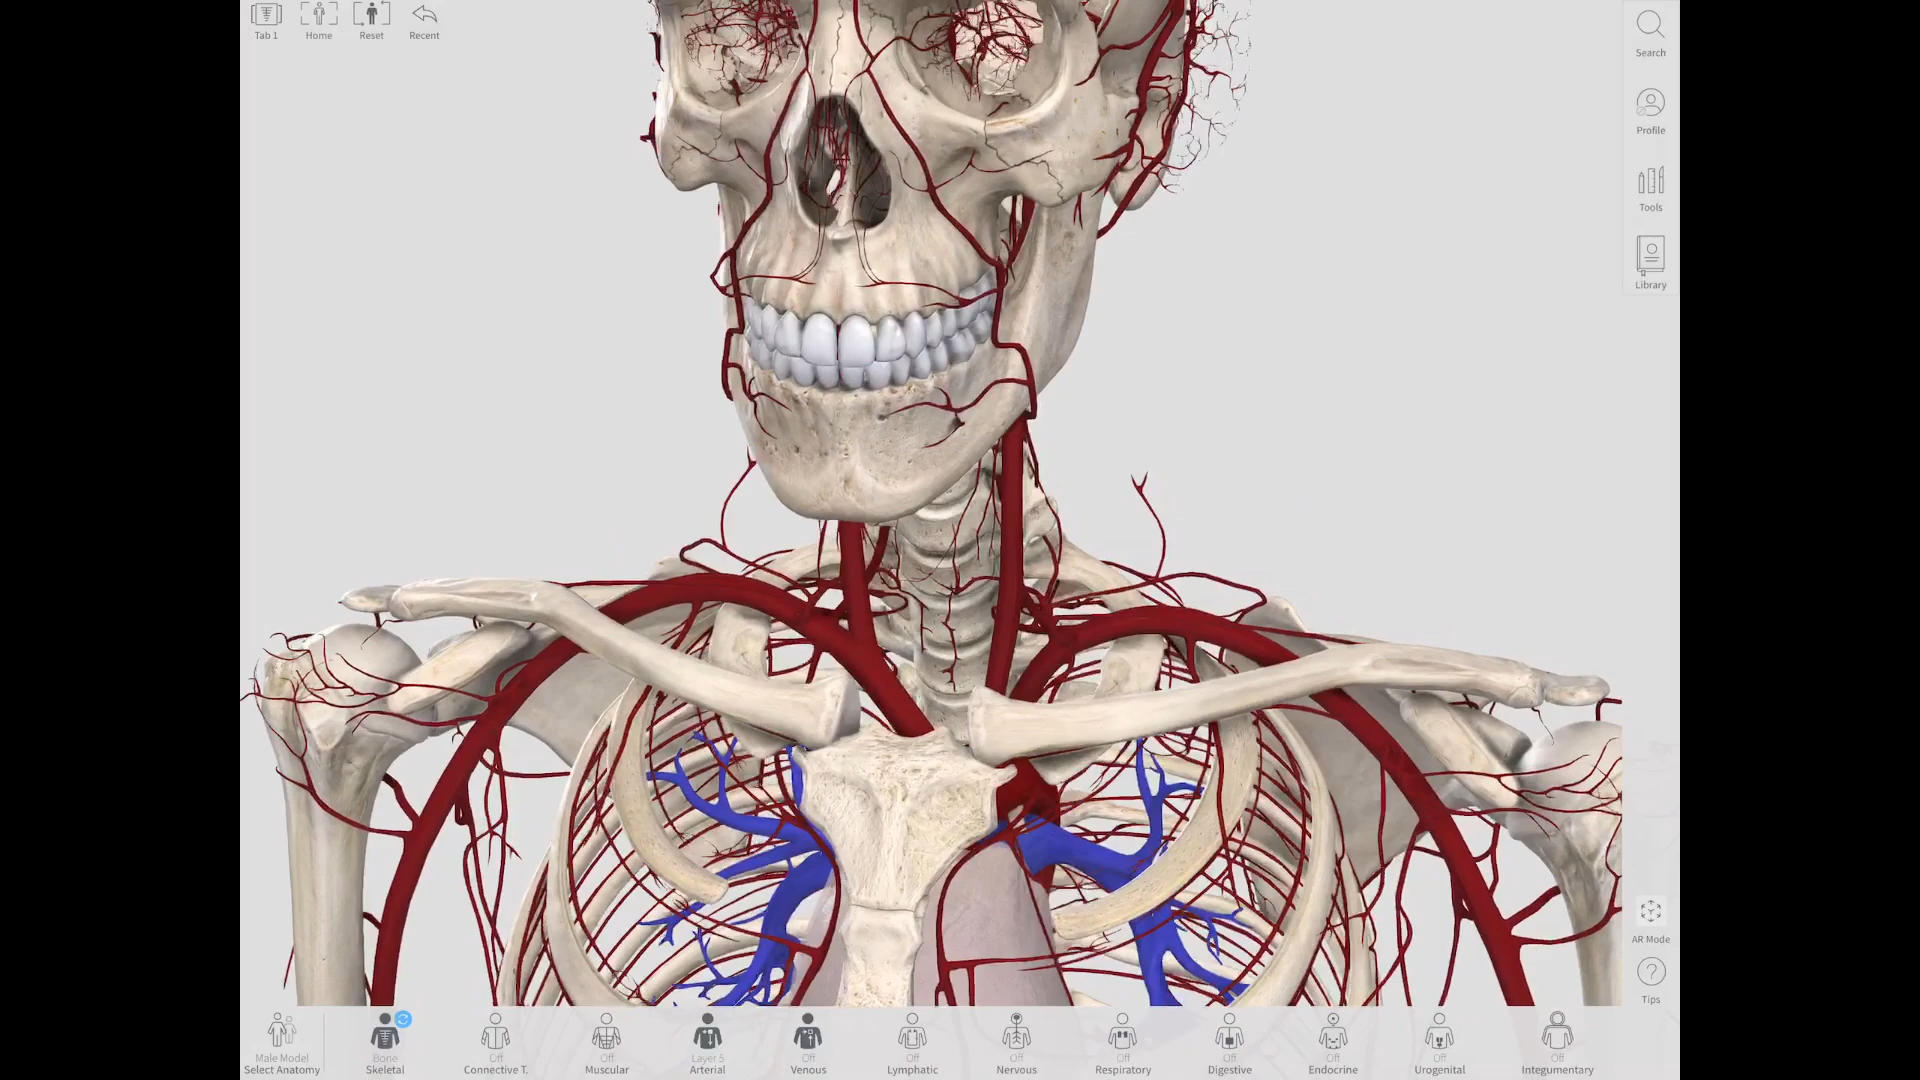 Tab 1
Home
Reset
Recent
Search
Profile
Tools
Library
AR Mode
Tips
Male Model
Select Anatomy
Bone
Skeletal
Off
Connective T.
Off
Muscular
Layer 5
Arterial
Off
Venous
Off
Lymphatic
Off
Nervous
Off
Respiratory
Off
Digestive
Off
Endocrine
Off
Urogenital
Off
Integumentary